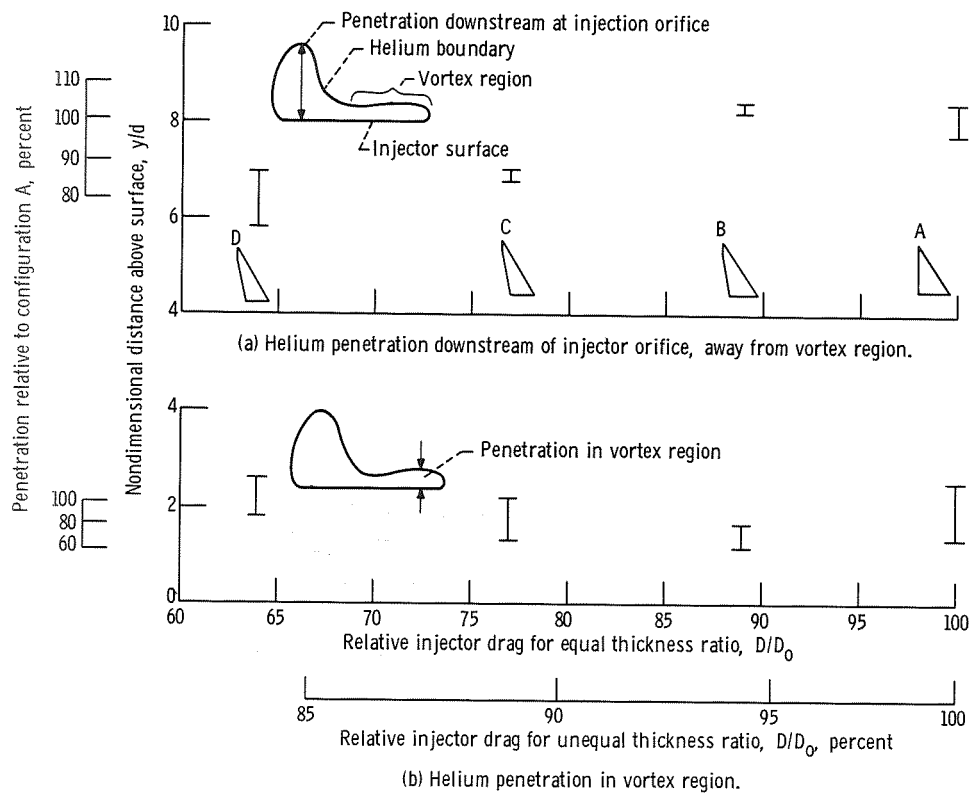 10
Penetration downstream at injection orifice
Helium boundary
Vortex region
110
100
90
80
8
Injector surface
6
D
C
B
A
4
Penetration relative to configuration A, percent
Nondimensional distance above surface, y/d
(a) Helium penetration downstream of injector orifice, away from vortex region.
4
Penetration in vortex region
100
80
60
2
0
60
65
70
75
80
85
90
95
100
Relative injector drag for equal thickness ratio, D/D₀
85
90
95
100
Relative injector drag for unequal thickness ratio, D/D₀, percent
(b) Helium penetration in vortex region.